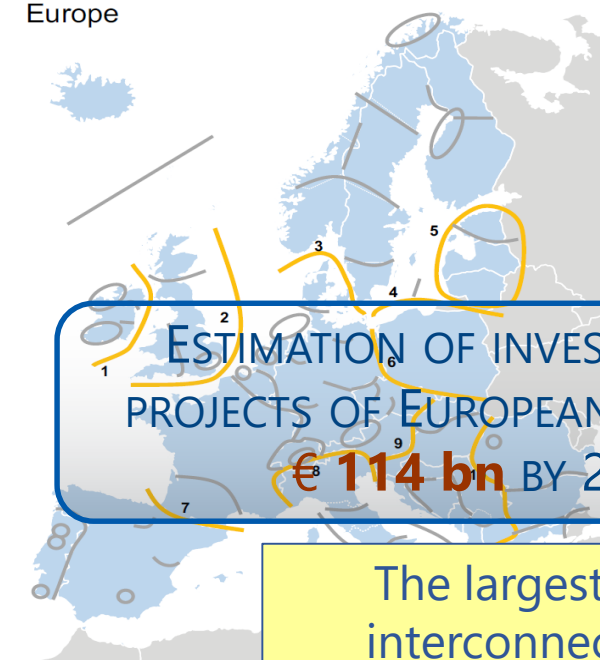 Europe
5
3
4
2
ESTIMATION OF INVES
6
1
PROJECTS OF EUROPEAN
9
€ 114 bn BY 2
8
1
7
The largest
interconnec